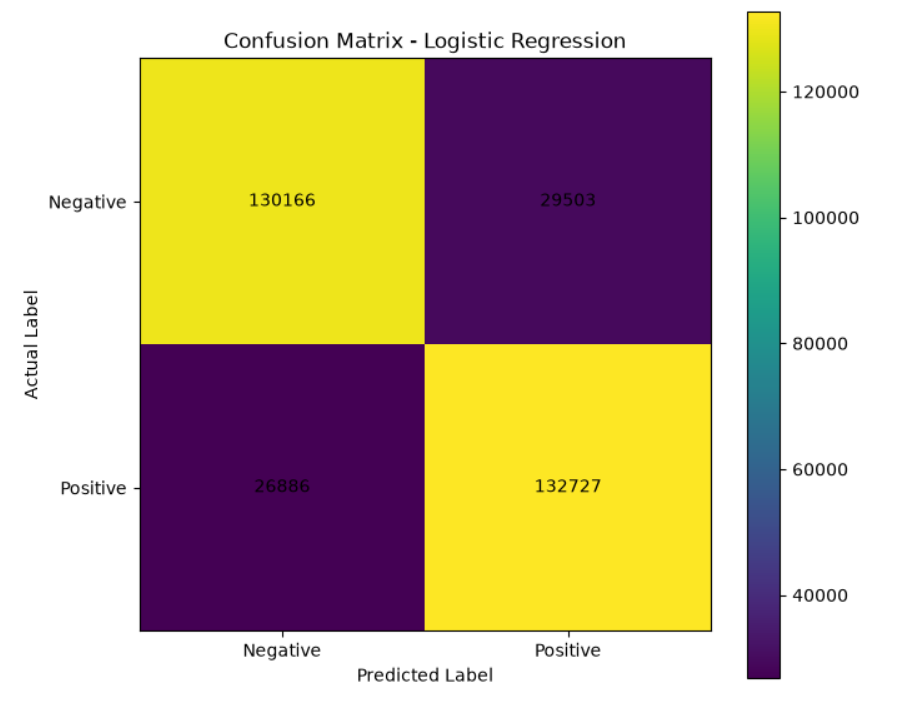 Confusion Matrix - Logistic Regression
120000
100000
80000
60000
40000
Actual Label
Negative
130166
29503
Positive
26886
132727
Negative
Positive
Predicted Label